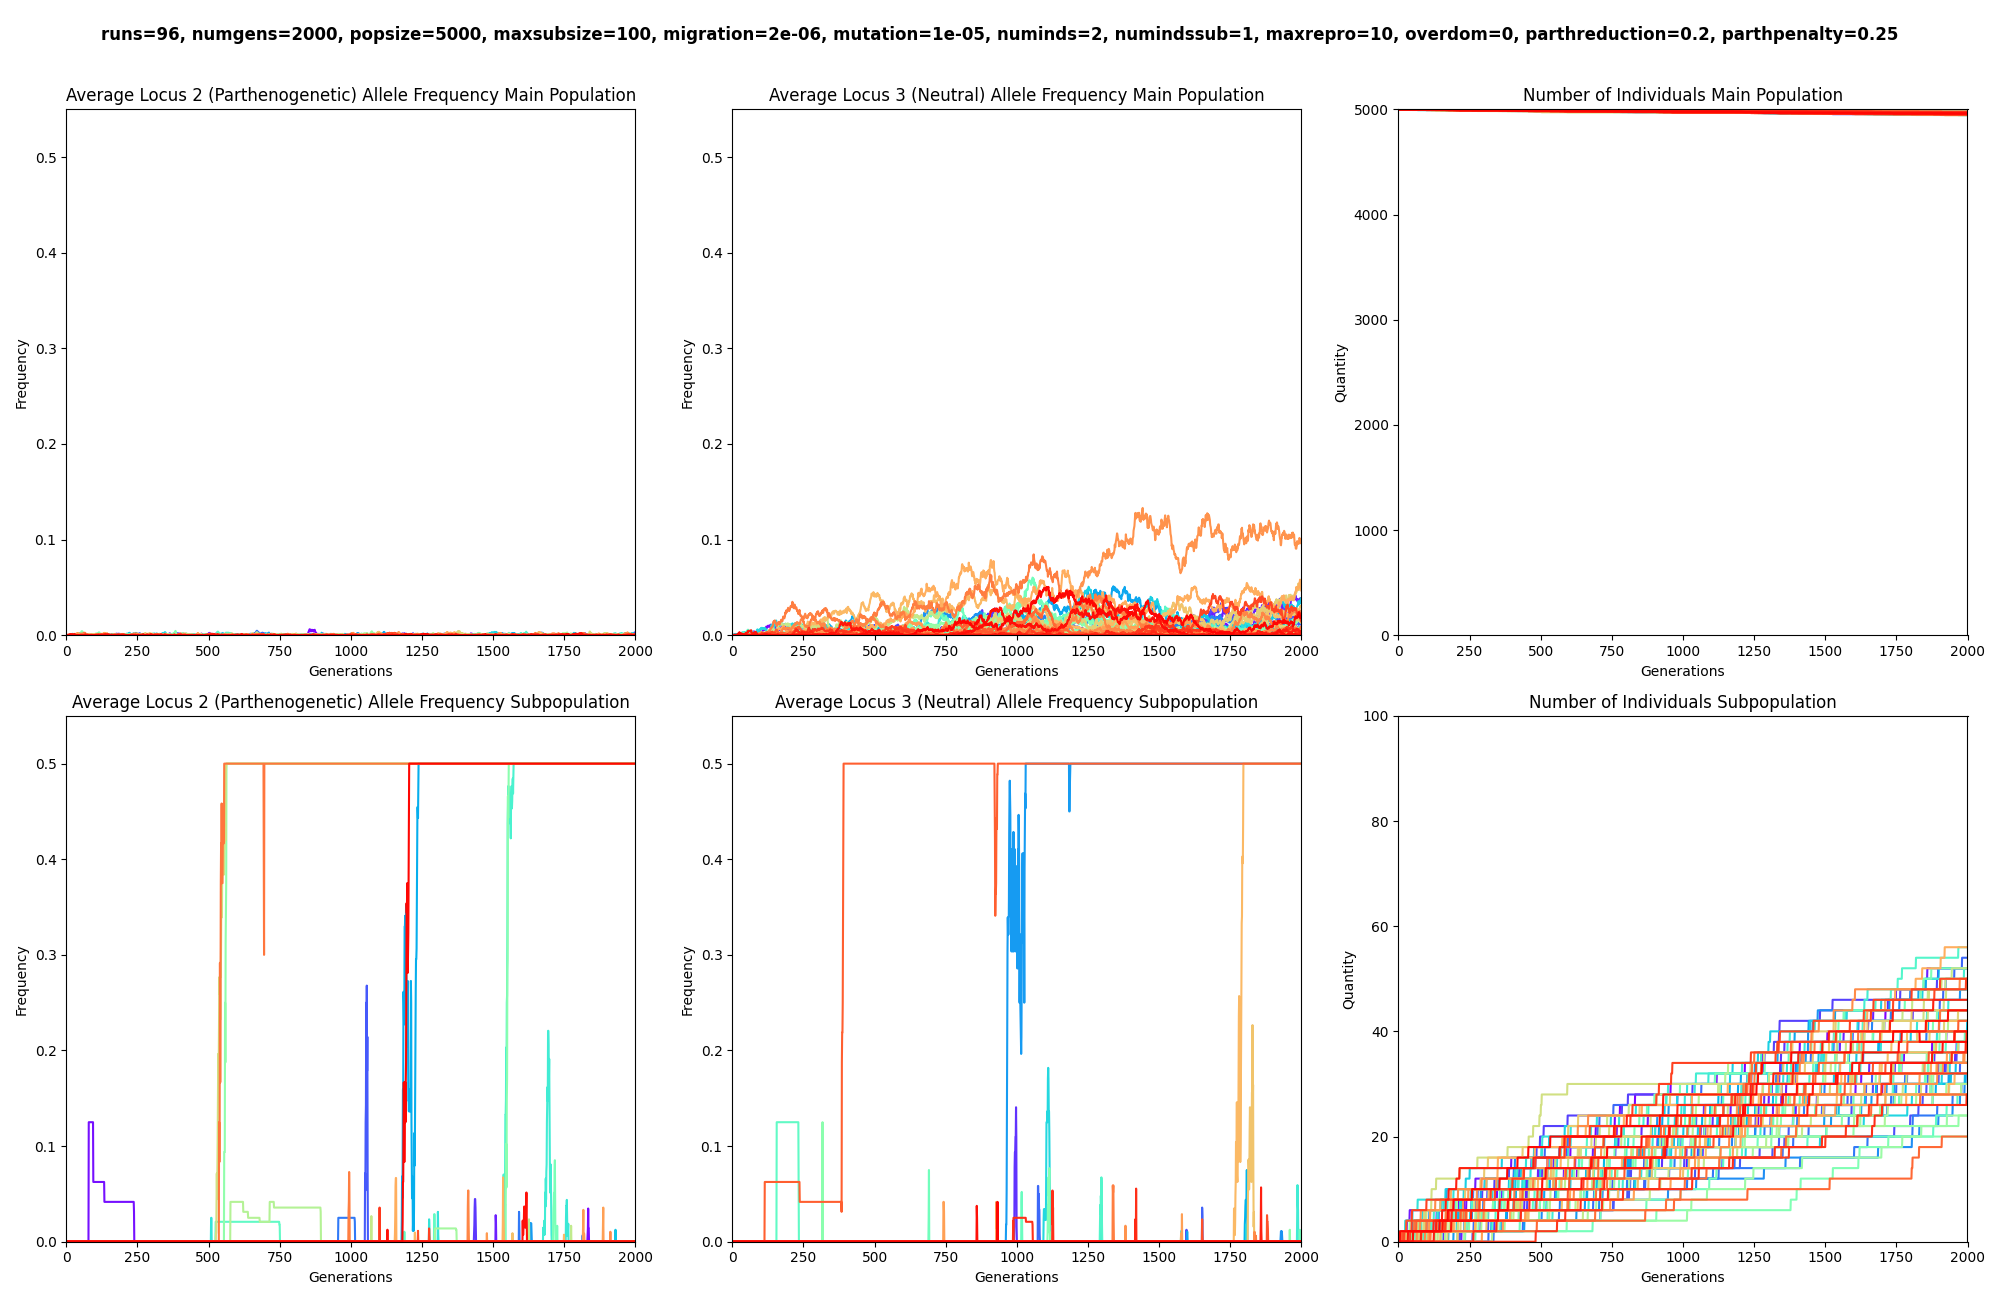 runs=96, numgens=2000, popsize=5000, maxsubsize=100, migration=2e-06, mutation=1e-05, numinds=2, numindssub=1, maxrepro=10, overdom=0, parthreduction=0.2, parthpenalty=0.25
Average Locus 2 (Parthenogenetic) Allele Frequency Main Population
0.5
0.4
0.3
0.2
0.1
0.0
Frequency
0 250 500 750 1000 1250 1500 1750 2000
Generations
Average Locus 3 (Neutral) Allele Frequency Main Population
0.5
0.4
0.3
0.2
0.1
0.0
Frequency
0 250 500 750 1000 1250 1500 1750 2000
Generations
Number of Individuals Main Population
5000
4000
3000
2000
1000
0
Quantity
0 250 500 750 1000 1250 1500 1750 2000
Generations
Average Locus 2 (Parthenogenetic) Allele Frequency Subpopulation
0.5
0.4
0.3
0.2
0.1
0.0
Frequency
0 250 500 750 1000 1250 1500 1750 2000
Generations
Average Locus 3 (Neutral) Allele Frequency Subpopulation
0.5
0.4
0.3
0.2
0.1
0.0
Frequency
0 250 500 750 1000 1250 1500 1750 2000
Generations
Number of Individuals Subpopulation
100
80
60
40
20
0
Quantity
0 250 500 750 1000 1250 1500 1750 2000
Generations